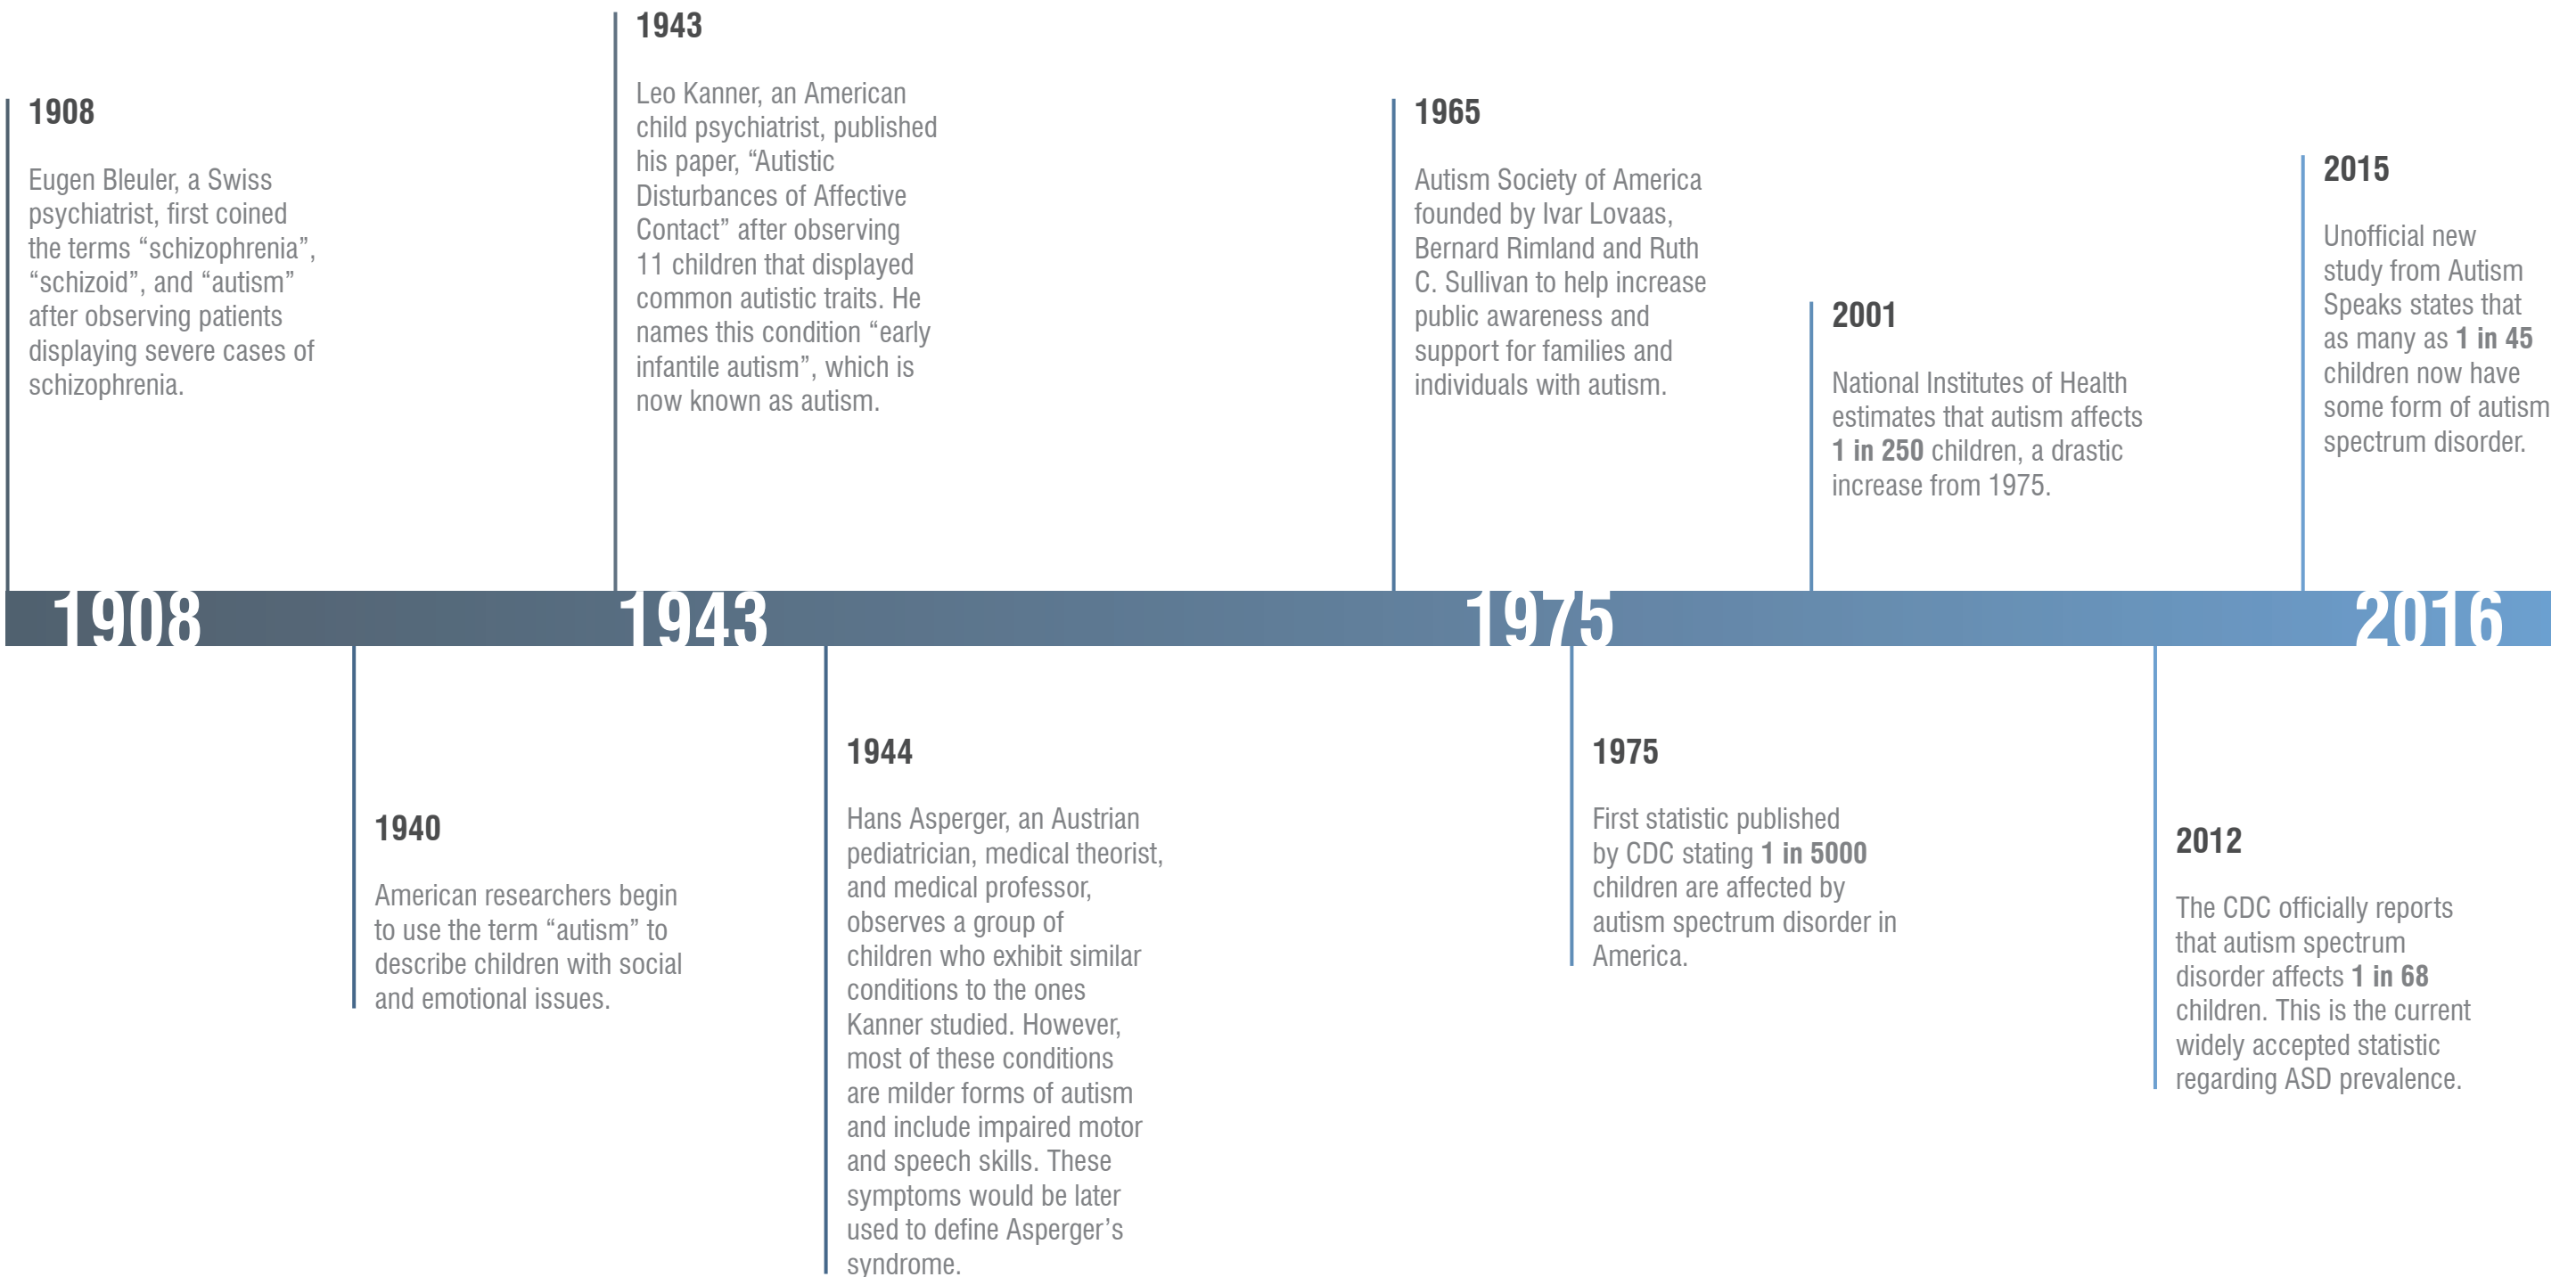 1908
Eugen Bleuler, a Swiss
psychiatrist, first coined
the terms “schizophrenia”,
“schizoid”, and “autism”
after observing patients
displaying severe cases of
schizophrenia.
1943
Leo Kanner, an American
child psychiatrist, published
his paper, “Autistic
Disturbances of Affective
Contact” after observing
11 children that displayed
common autistic traits. He
names this condition “early
infantile autism”, which is
now known as autism.
1965
Autism Society of America
founded by Ivar Lovaas,
Bernard Rimland and Ruth
C. Sullivan to help increase
public awareness and
support for families and
individuals with autism.
2001
National Institutes of Health
estimates that autism affects
1 in 250 children, a drastic
increase from 1975.
2015
Unofficial new
study from Autism
Speaks states that
as many as 1 in 45
children now have
some form of autism
spectrum disorder.
1908 1943 1975 2016
1940
American researchers begin
to use the term “autism” to
describe children with social
and emotional issues.
1944
Hans Asperger, an Austrian
pediatrician, medical theorist,
and medical professor,
observes a group of
children who exhibit similar
conditions to the ones
Kanner studied. However,
most of these conditions
are milder forms of autism
and include impaired motor
and speech skills. These
symptoms would be later
used to define Asperger’s
syndrome.
1975
First statistic published
by CDC stating 1 in 5000
children are affected by
autism spectrum disorder in
America.
2012
The CDC officially reports
that autism spectrum
disorder affects 1 in 68
children. This is the current
widely accepted statistic
regarding ASD prevalence.